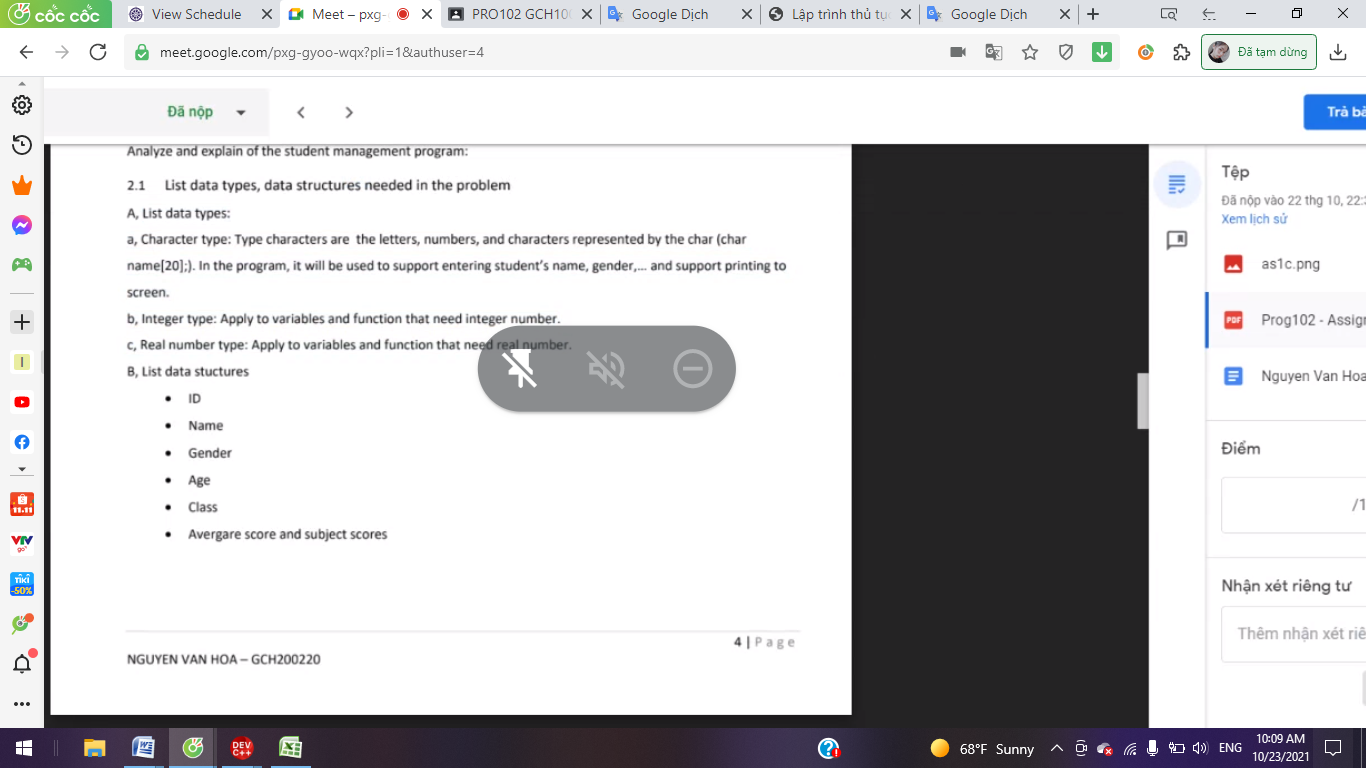 cốc cốc
View Schedule
Meet – pxg-
PRO102 GCH100
Google Dịch
Lập trình thủ tục
Google Dịch
meet.google.com/pxg-gyoo-wqx?pli=1&authuser=4
Đã tạm dừng
Đã nộp
Trả bà
Analyze and explain of the student management program:
2.1 List data types, data structures needed in the problem
A, List data types:
a, Character type: Type characters are the letters, numbers, and characters represented by the char (char
name[20];). In the program, it will be used to support entering student's name, gender,... and support printing to
screen.
b, Integer type: Apply to variables and function that need integer number.
c, Real number type: Apply to variables and function that need real number.
B, List data stuctures
• ID
• Name
• Gender
• Age
• Class
• Avergare score and subject scores
4 | Page
NGUYEN VAN HOA – GCH200220
Tệp
Đã nộp vào 22 thg 10, 22:
Xem lịch sử
as1c.png
PDF
Prog102 - Assign
Nguyen Van Hoa
Điểm
/1
Nhận xét riêng tư
Thêm nhận xét riê
I
11.11
VTV
go
TIKI
-50%
DEV
C++
68°F Sunny
ENG
10:09 AM
10/23/2021